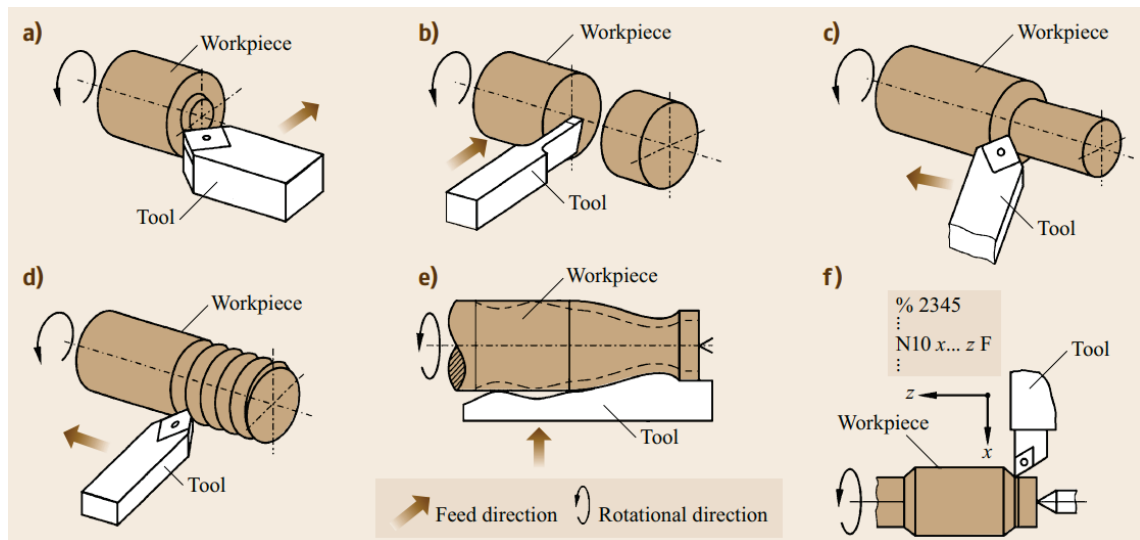 a)
Workpiece
Tool
b)
Workpiece
Tool
c)
Workpiece
Tool
d)
Workpiece
Tool
e)
Workpiece
Tool
f)
% 2345
⋮
N10 x... z F
⋮
Tool
z
x
Workpiece
Feed direction
Rotational direction